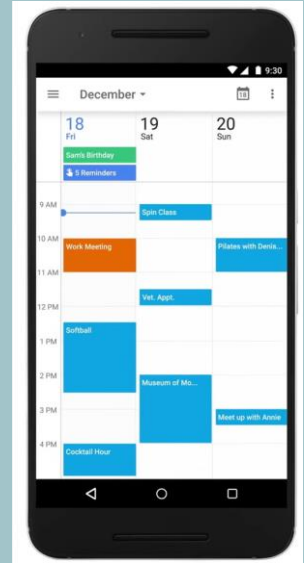 9:30
December
18
18
Fri
19
Sat
20
Sun
Sam's Birthday
5 Reminders
9 AM
Spin Class
10 AM
Work Meeting
Pilates with Denis...
11 AM
Vet. Appt.
12 PM
Softball
1 PM
2 PM
Museum of Mo...
3 PM
Meet up with Annie
4 PM
Cocktail Hour